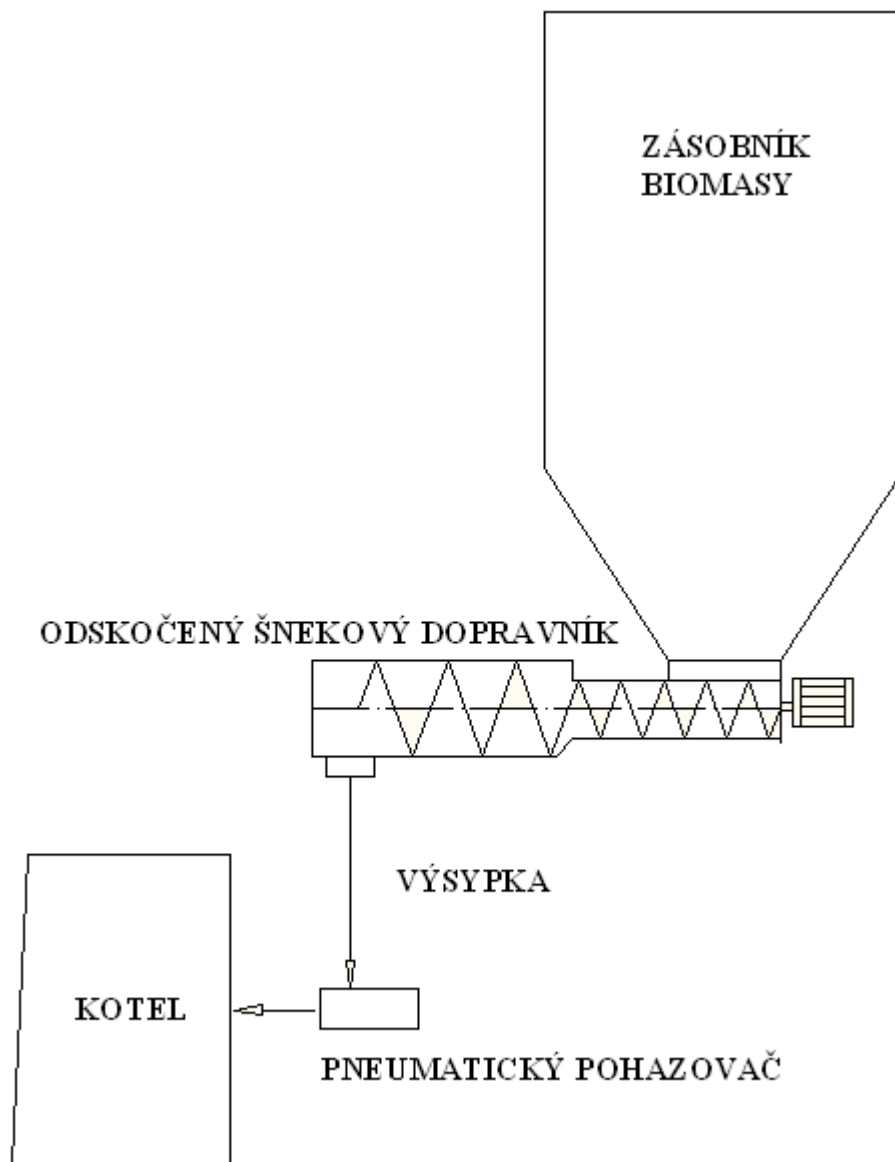 ZÁSOBNÍK
BIOMASY
ODSKOČENÝ ŠNEKOVÝ DOPRAVNÍK
VÝSYPKA
KOTEL
PNEUMATICKÝ POHAZOVAČ